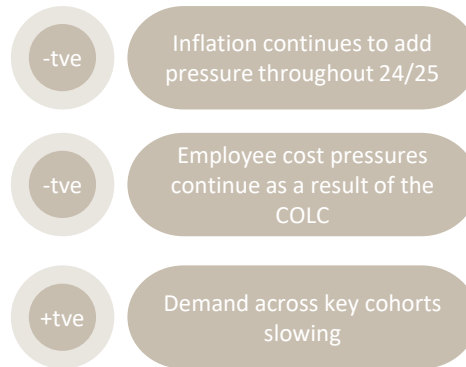 -tve
Inflation continues to add
pressure throughout 24/25
-tve
Employee cost pressures
continue as a result of the
COLC
+tve
Demand across key cohorts
slowing